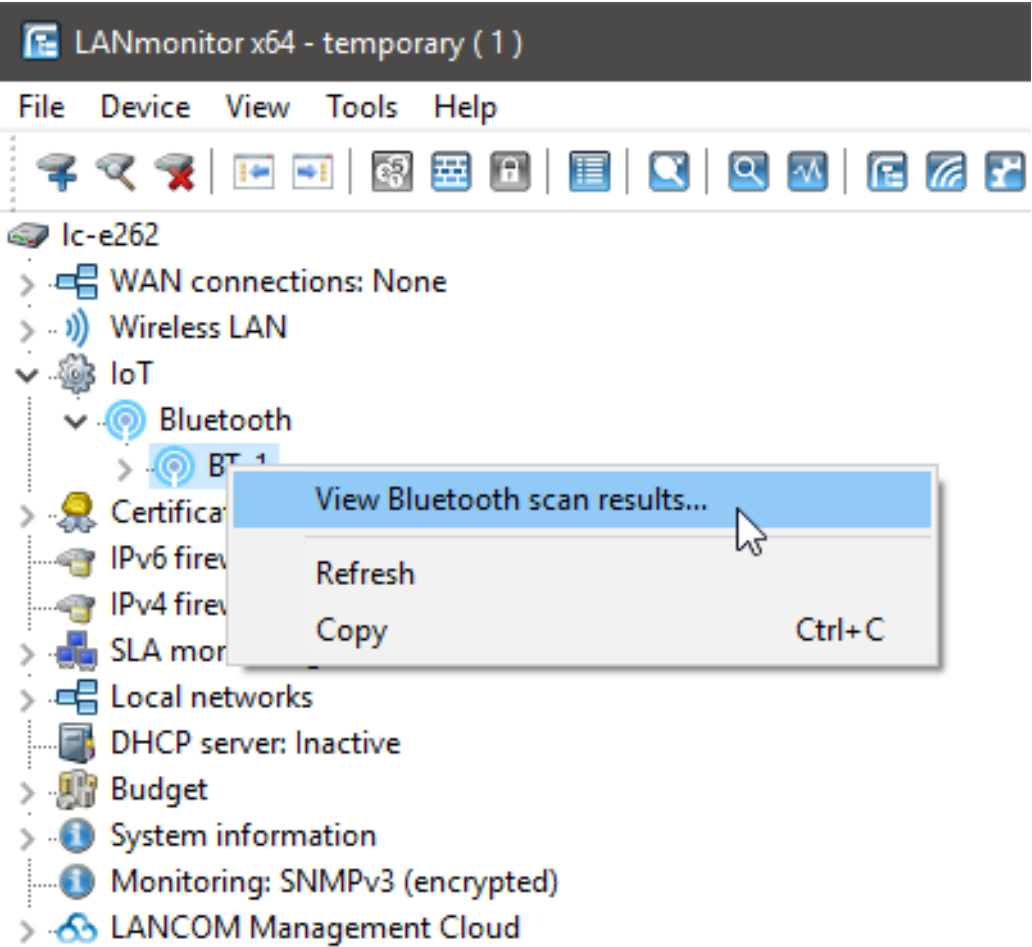 LANmonitor x64 - temporary ( 1 )
File Device View Tools Help
lc-e262
WAN connections: None
Wireless LAN
IoT
Bluetooth
View Bluetooth scan results...
Refresh
Copy Ctrl+C
Local networks
DHCP server: Inactive
Budget
System information
Monitoring: SNMPv3 (encrypted)
LANCOM Management Cloud